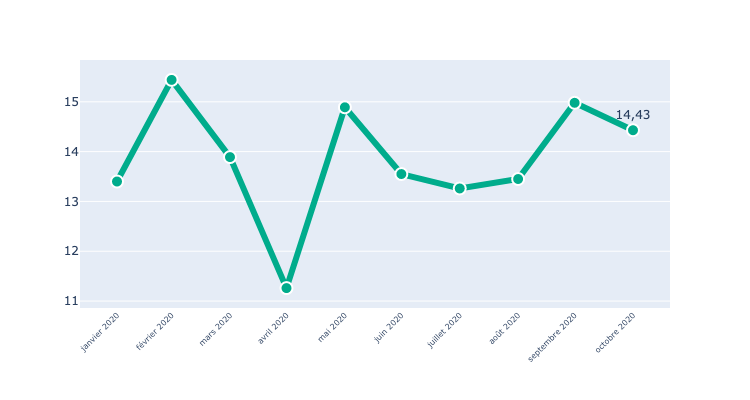 15
14
13
12
11
14,43
janvier 2020
février 2020
mars 2020
avril 2020
mai 2020
juin 2020
juillet 2020
août 2020
septembre 2020
octobre 2020